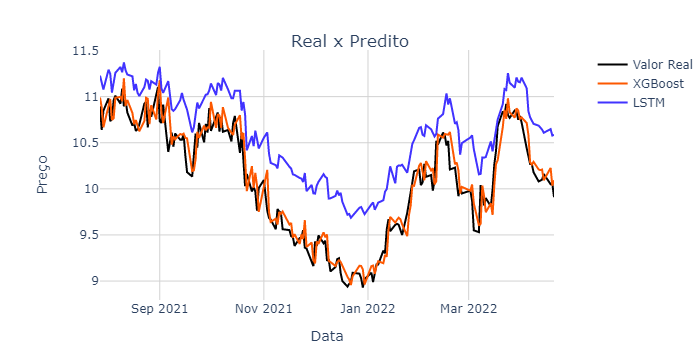 Real x Predito
Valor Real
XGBoost
LSTM
Preço
11.5
11
10.5
10
9.5
9
Sep 2021
Nov 2021
Jan 2022
Mar 2022
Data